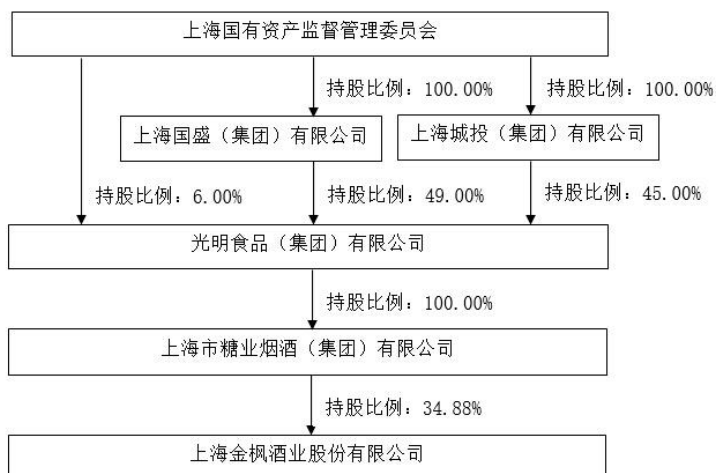 上海国有资产监督管理委员会
持股比例：100.00%
持股比例：100.00%
上海国盛（集团）有限公司
上海城投（集团）有限公司
持股比例：6.00%
持股比例：49.00%
持股比例：45.00%
光明食品（集团）有限公司
持股比例：100.00%
上海市糖业烟酒（集团）有限公司
持股比例：34.88%
上海金枫酒业股份有限公司